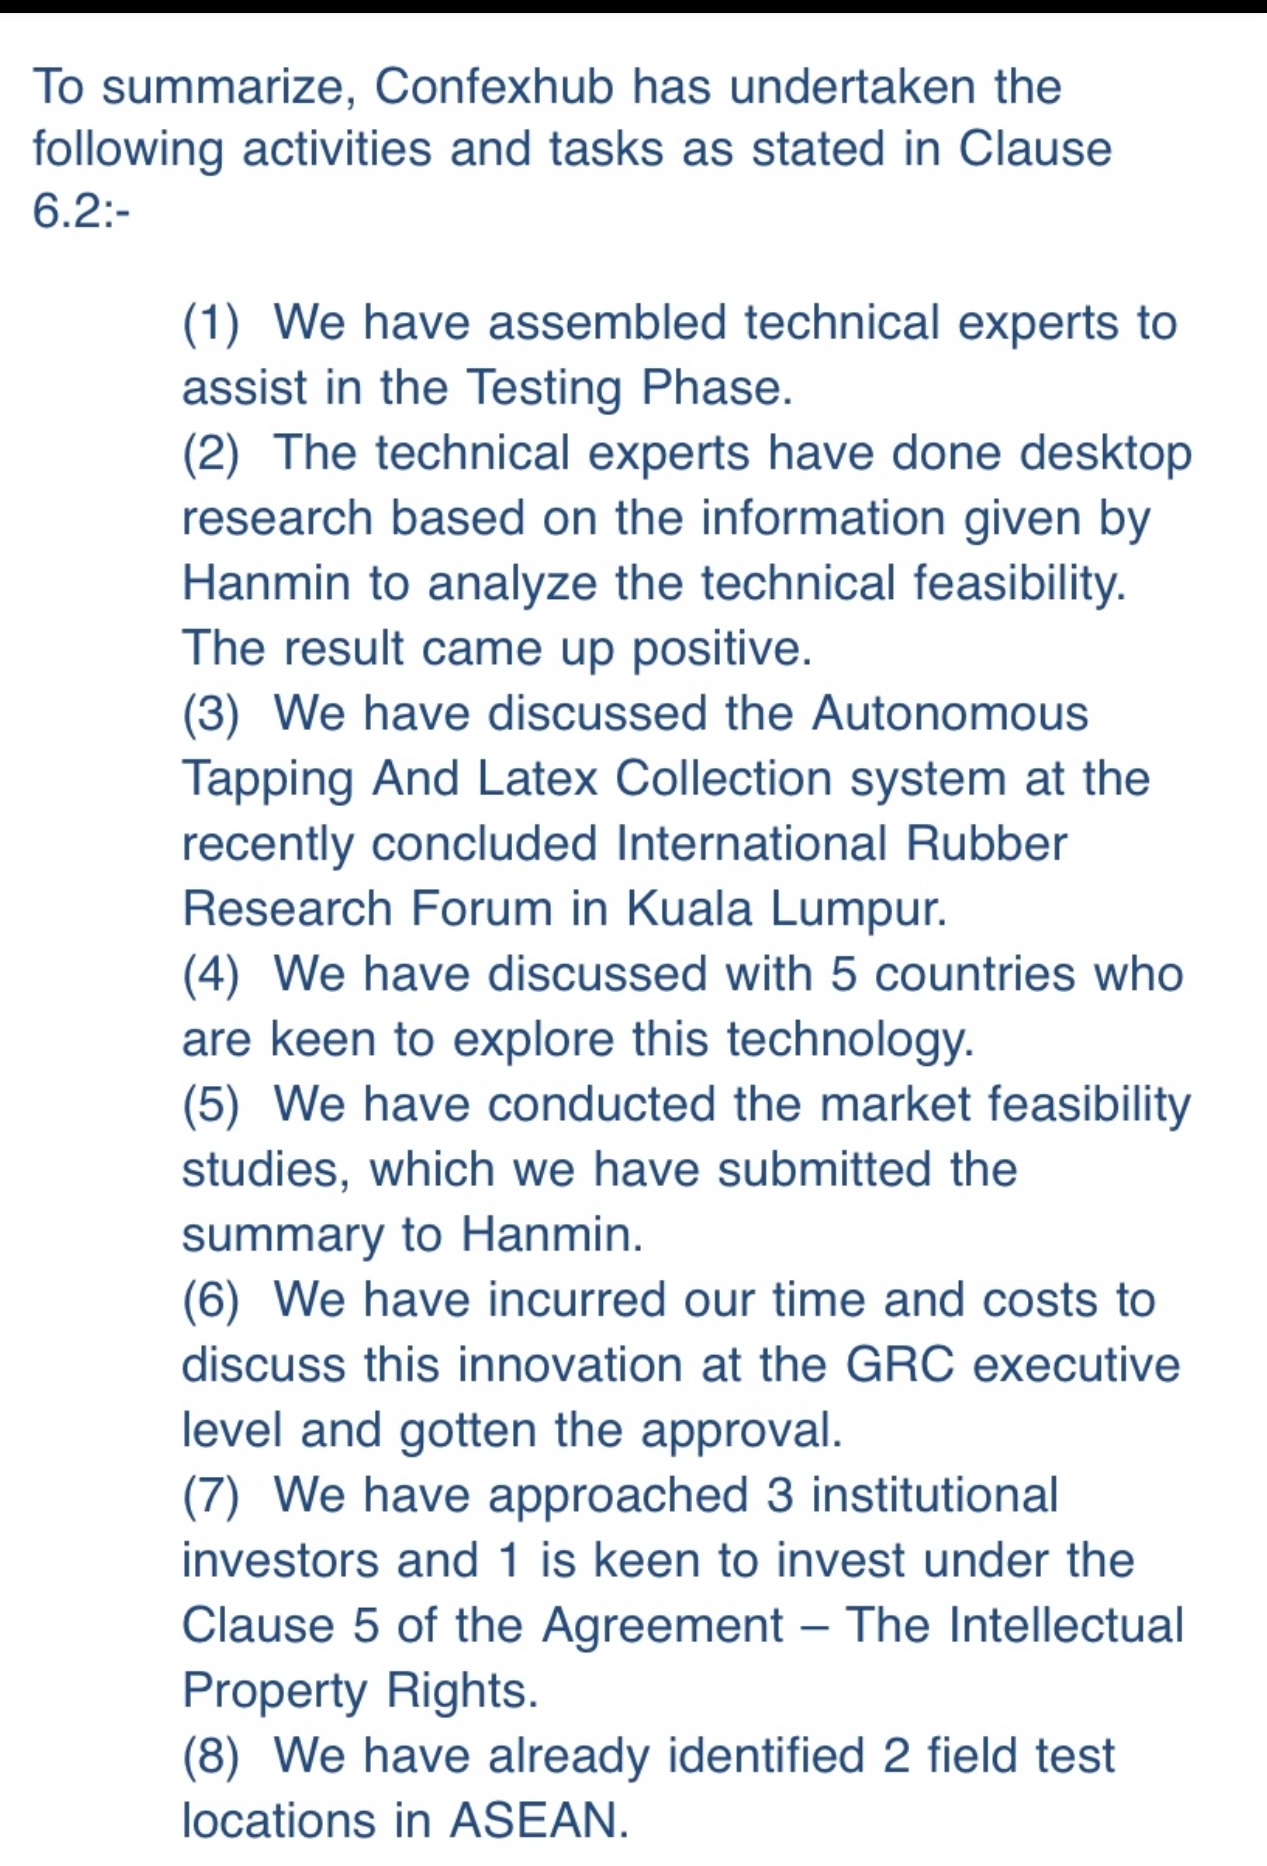 To summarize, Confexhub has undertaken the
following activities and tasks as stated in Clause
6.2:-
(1) We have assembled technical experts to
assist in the Testing Phase.
(2) The technical experts have done desktop
research based on the information given by
Hanmin to analyze the technical feasibility.
The result came up positive.
(3) We have discussed the Autonomous
Tapping And Latex Collection system at the
recently concluded International Rubber
Research Forum in Kuala Lumpur.
(4) We have discussed with 5 countries who
are keen to explore this technology.
(5) We have conducted the market feasibility
studies, which we have submitted the
summary to Hanmin.
(6) We have incurred our time and costs to
discuss this innovation at the GRC executive
level and gotten the approval.
(7) We have approached 3 institutional
investors and 1 is keen to invest under the
Clause 5 of the Agreement – The Intellectual
Property Rights.
(8) We have already identified 2 field test
locations in ASEAN.